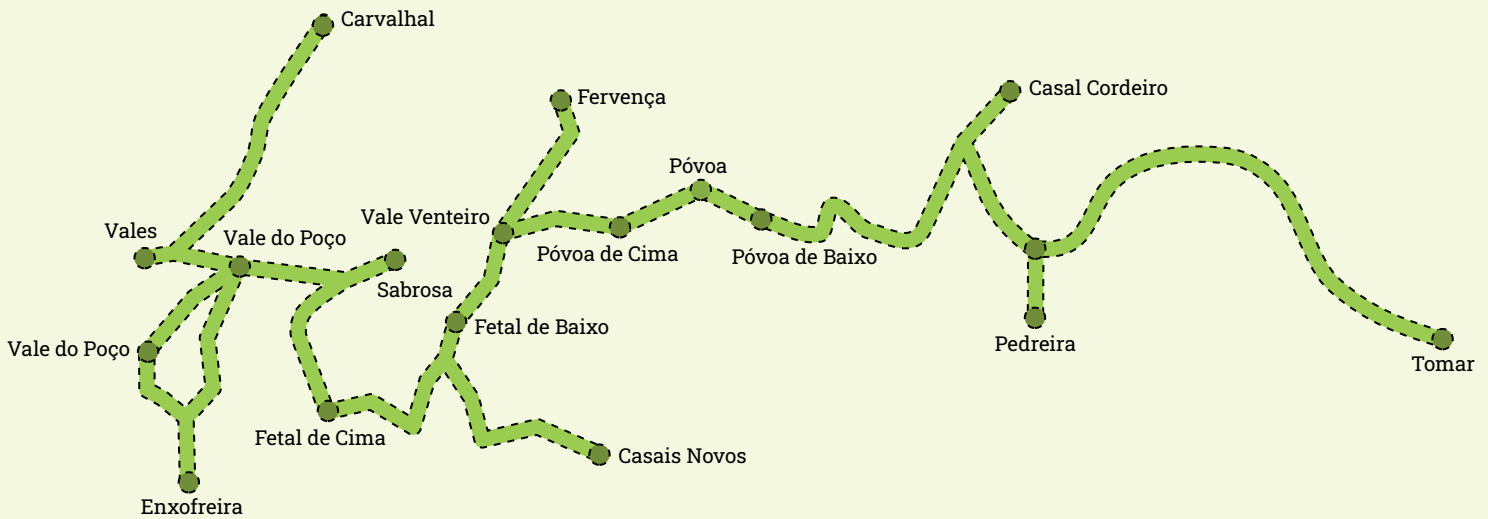 Carvalhal
Fervença
Casal Cordeiro
Póvoa
Vale Venteiro
Vales
Vale do Poço
Póvoa de Cima
Póvoa de Baixo
Sabrosa
Fetal de Baixo
Pedreira
Vale do Poço
Tomar
Fetal de Cima
Casais Novos
Enxofreira